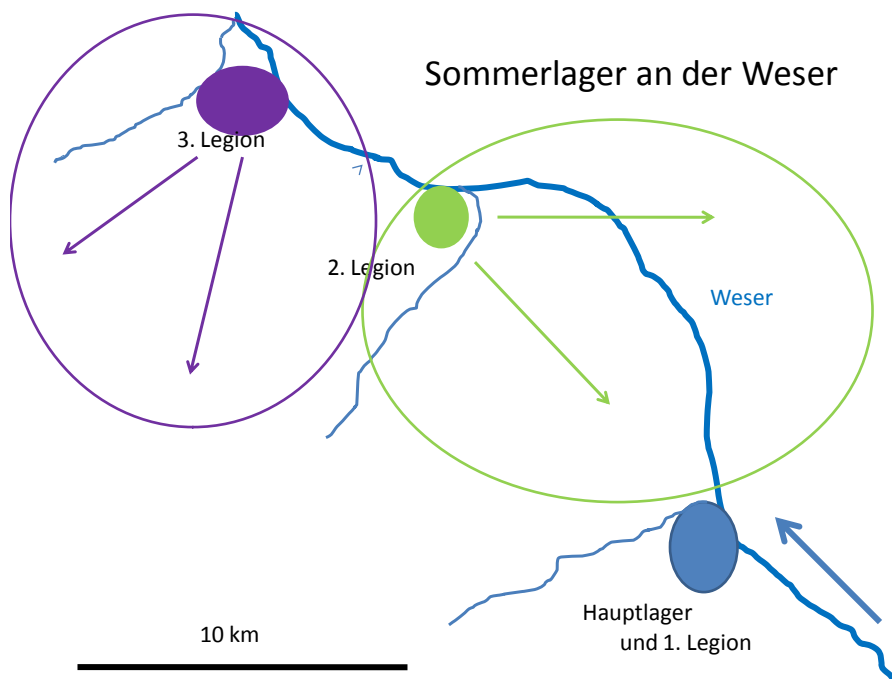 Sommerlager an der Weser
3. Legion
2. Legion
Weser
Hauptlager
und 1. Legion
10 km